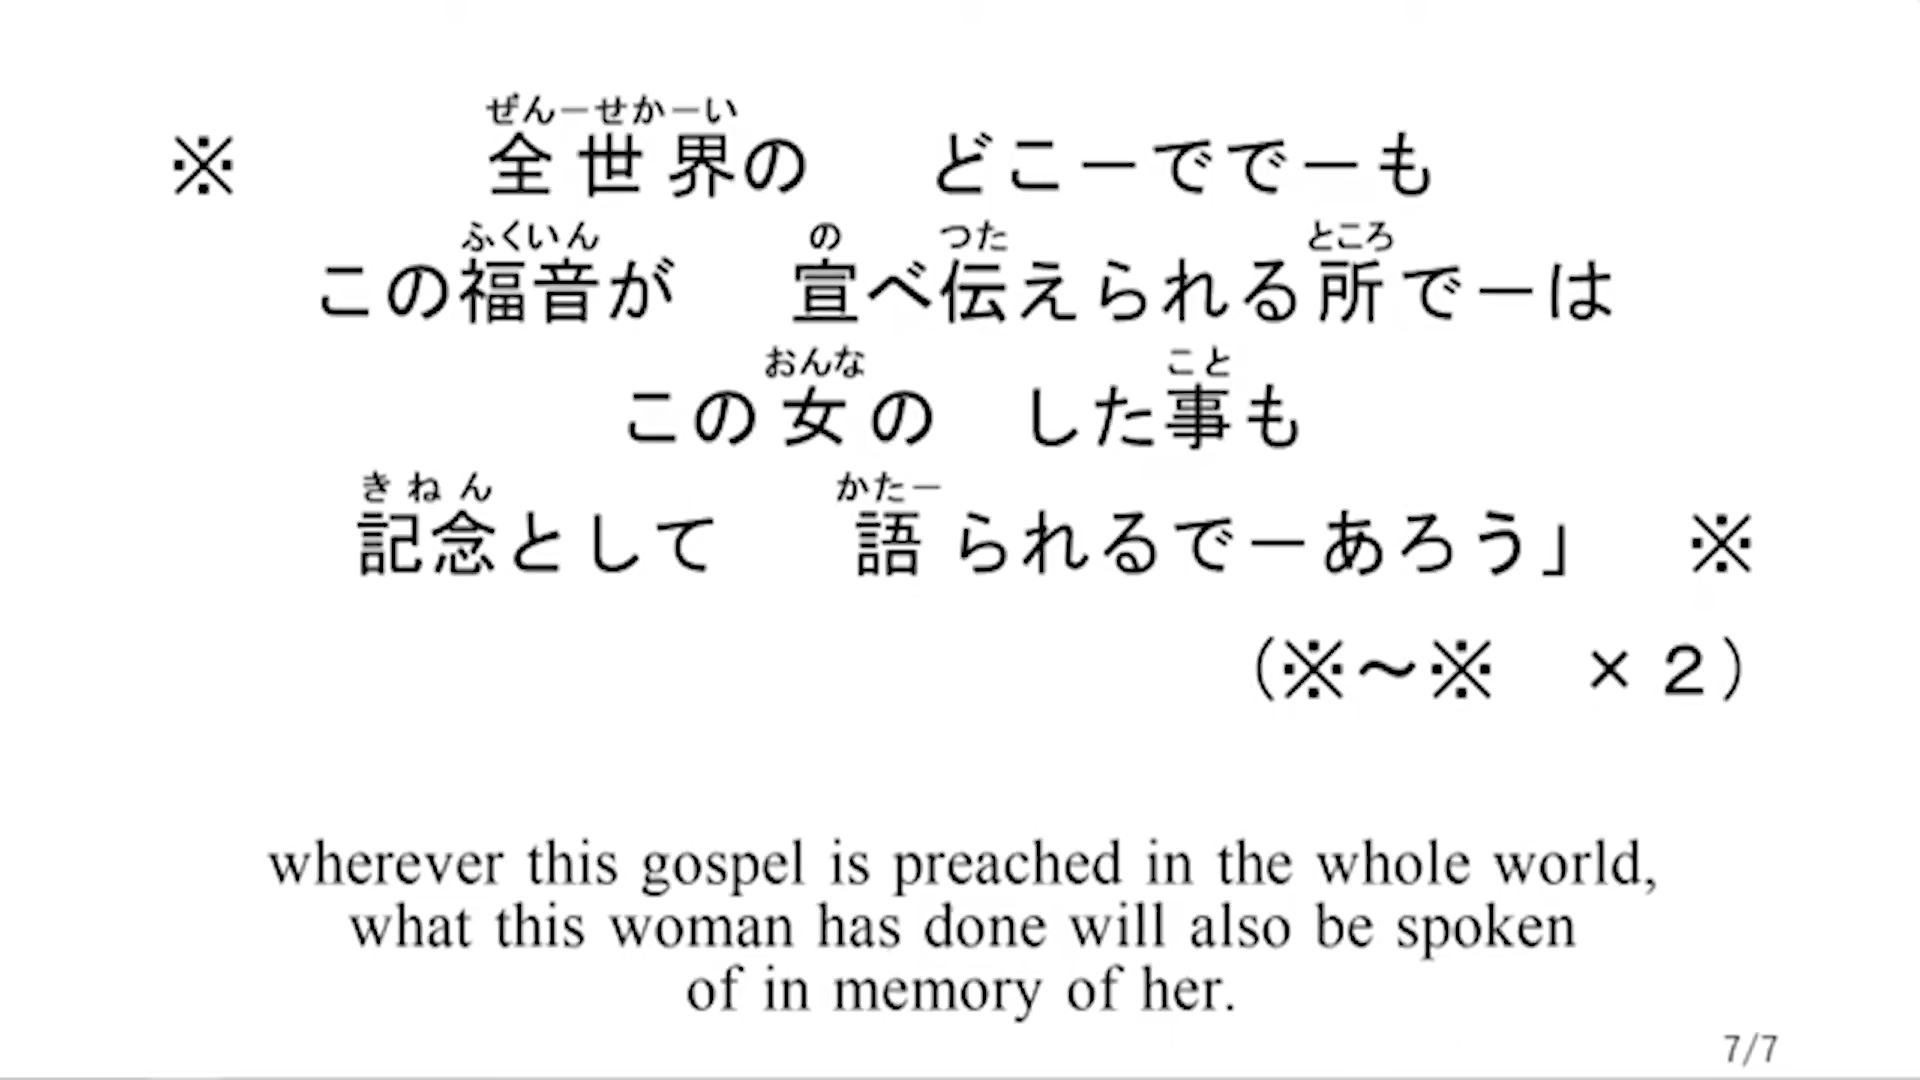 ぜんーせかーい
※ 全世界の どこーででーも
ふくいん の つた ところ
この福音が 宣べ伝えられる所でーは
おんな こと
この女の した事も
きねん かたー
記念として 語られるでーあろう」 ※
(※〜※ ×2)
wherever this gospel is preached in the whole world,
what this woman has done will also be spoken
of in memory of her.
7/7